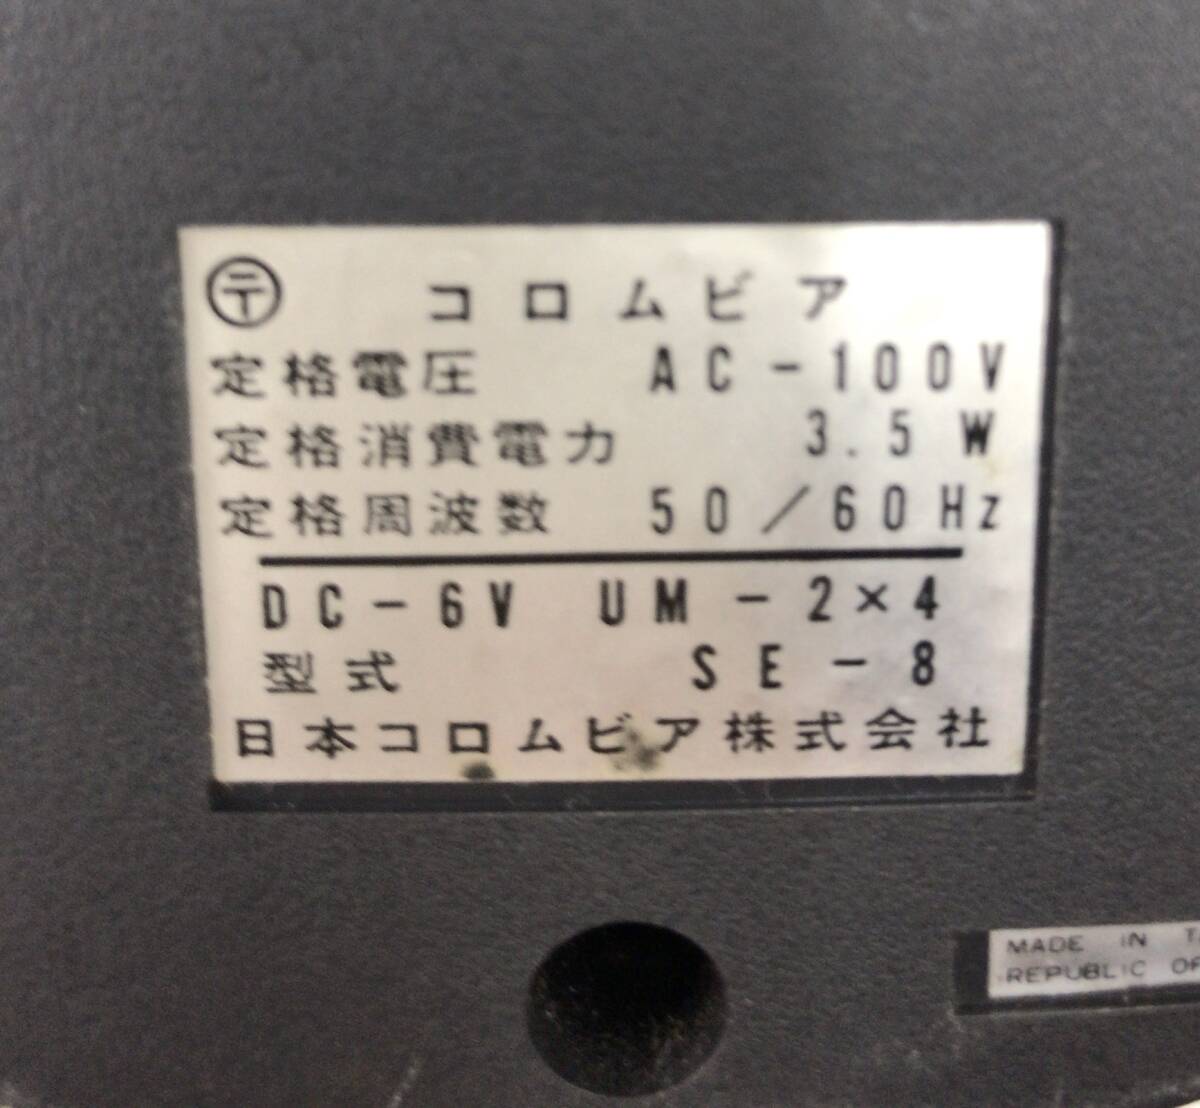 〒 コロムビア
定格電圧 AC-100V
定格消費電力 3.5W
定格周波数 50/60Hz
DC-6V UM-2×4
型式 SE-8
日本コロムビア株式会社
MADE IN
REPUBLIC OF